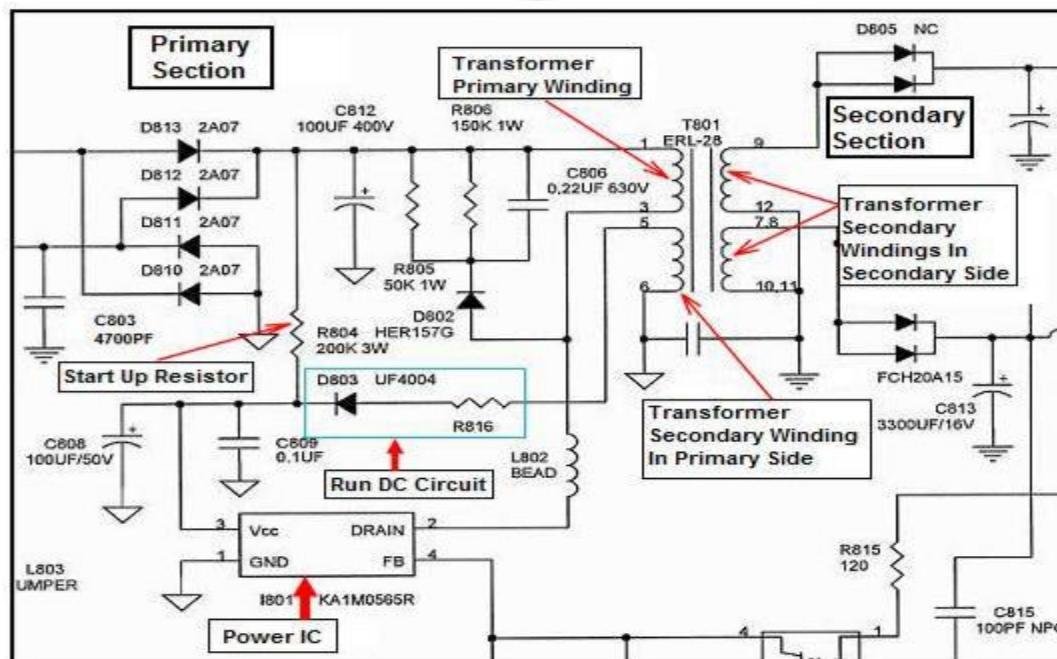 Primary
Section
D813 2A07
D812 2A07
D811 2A07
D810 2A07
C803
4700PF
C812
100UF 400V
R806
150K 1W
C806
0,22UF 630V
R805
50K 1W
D802
HER157G
Transformer
Primary Winding
T801
ERL-28
1
3
5
6
9
12
7,8
10,11
D805 NC
Secondary
Section
Transformer
Secondary
Windings In
Secondary Side
FCH20A15
C813
3300UF/16V
R804
200K 3W
Start Up Resistor
D803 UF4004
R816
Run DC Circuit
Transformer
Secondary Winding
In Primary Side
L802
BEAD
C808
100UF/50V
C809
0.1UF
3
Vcc
DRAIN
2
1
GND
FB
4
I801 KA1M0565R
Power IC
L803
UMPER
R815
120
C815
100PF NPO
4
1